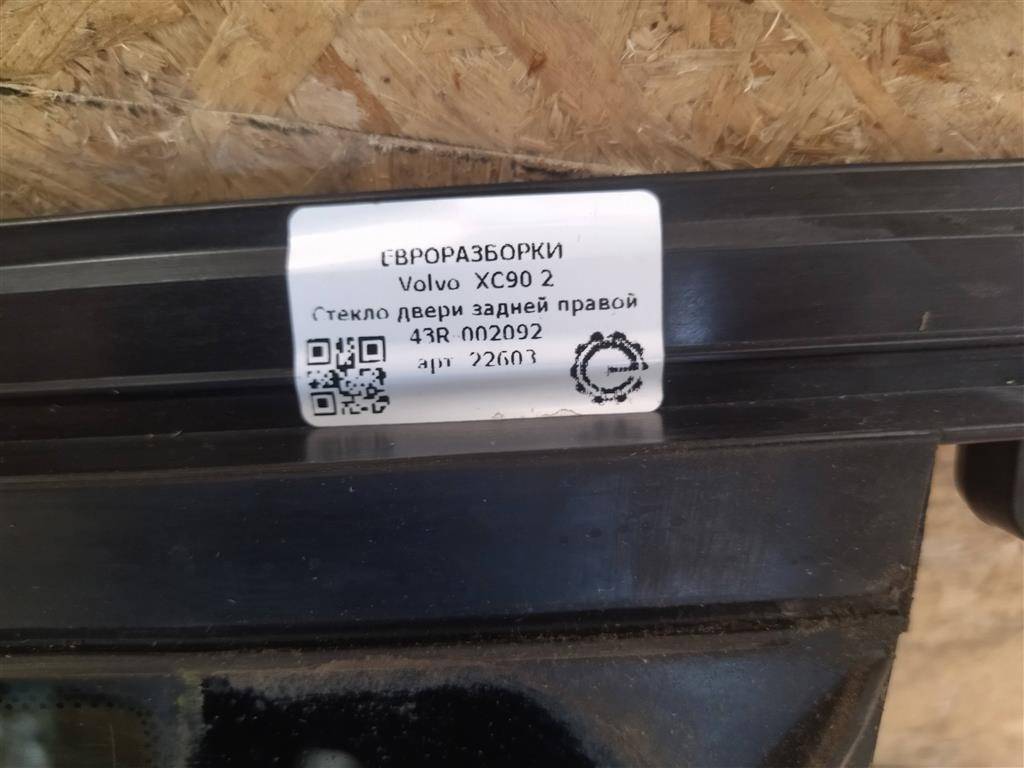 ЕВРОРАЗБОРКИ
Volvo XC90 2
Стекло двери задней правой
43R-002092
арт. 22603